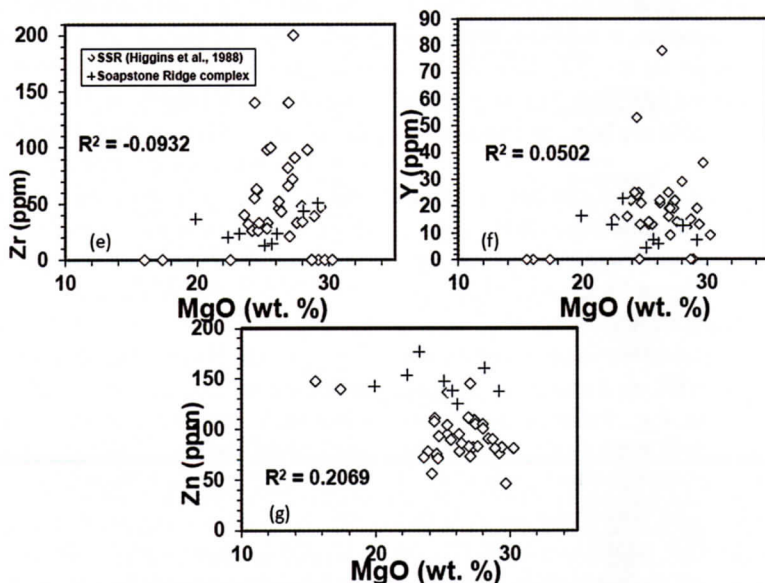 200
150
100
50
0
Zr (ppm)
◇ SSR (Higgins et al., 1988)
+ Soapstone Ridge complex
R² = -0.0932
(e)
10 20 30
MgO (wt. %)
90
80
70
60
50
40
30
20
10
0
Y (ppm)
R² = 0.0502
(f)
10 20 30
MgO (wt. %)
200
150
100
50
0
Zn (ppm)
R² = 0.2069
(g)
10 20 30
MgO (wt. %)